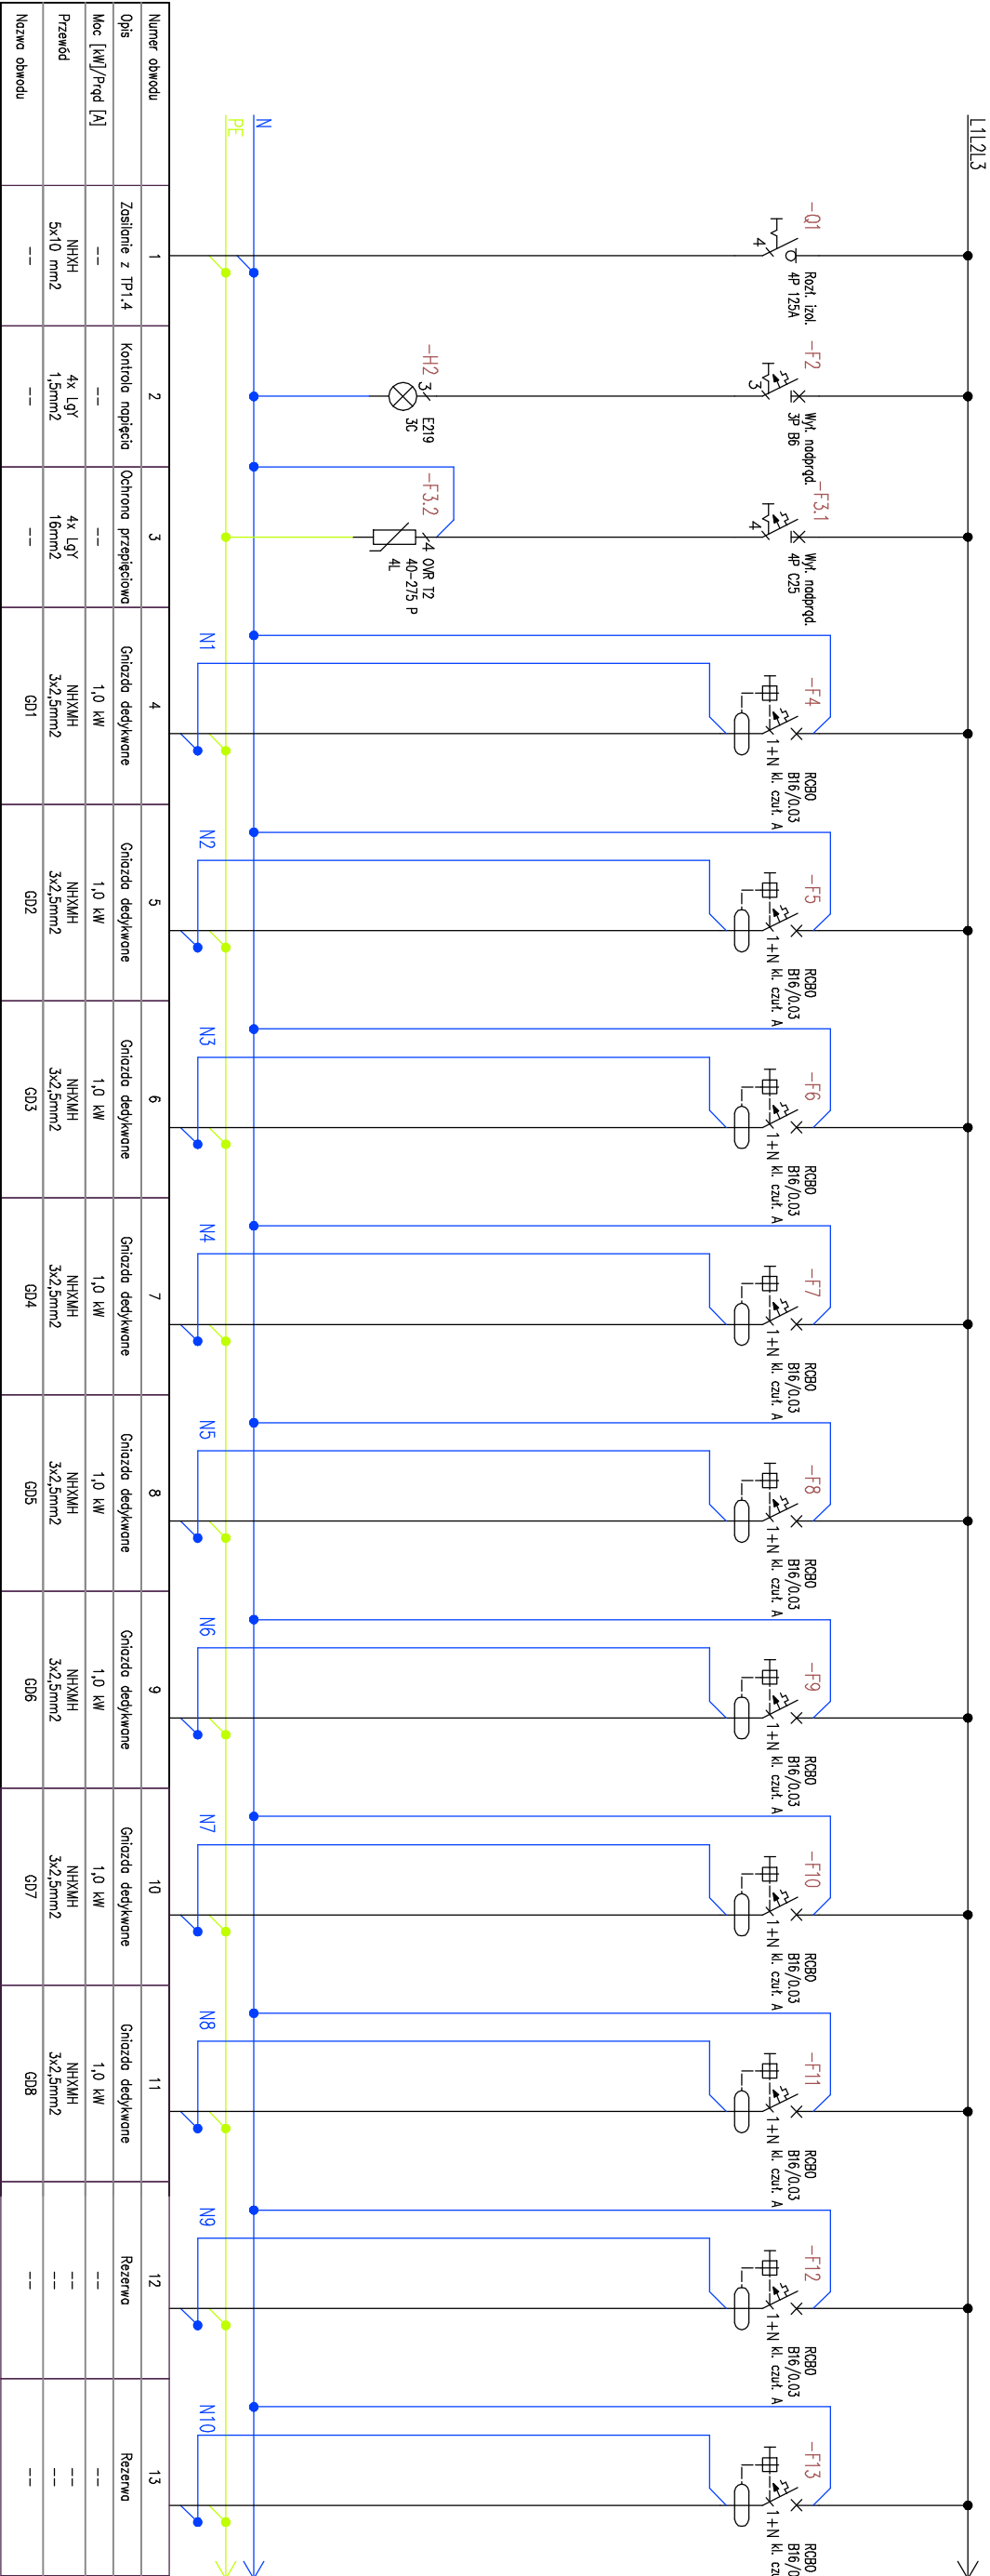 L1L2L3
-Q1
Rozł. izol.
4P 125A
4
-F2
Wył. nadprąd.
3P B6
3
-H2
3
E219
3C
-F3.1
Wył. nadprąd.
4P C25
4
-F3.2
4
OVR T2
40-275 P
4L
-F4
RCBO
B16/0.03
1+N kl. czuł. A
-F5
RCBO
B16/0.03
1+N kl. czuł. A
-F6
RCBO
B16/0.03
1+N kl. czuł. A
-F7
RCBO
B16/0.03
1+N kl. czuł. A
-F8
RCBO
B16/0.03
1+N kl. czuł. A
-F9
RCBO
B16/0.03
1+N kl. czuł. A
-F10
RCBO
B16/0.03
1+N kl. czuł. A
-F11
RCBO
B16/0.03
1+N kl. czuł. A
-F12
RCBO
B16/0.03
1+N kl. czuł. A
-F13
RCBO
B16/0
1+N kl.
N
PE
N1
N2
N3
N4
N5
N6
N7
N8
N9
N10
Numer obwodu 1 2 3 4 5 6 7 8 9 10 11 12 13
Opis Zasilanie z TP1.4 Kontrola napięcia Ochrona przepięciowa Gniazda dedykwane Gniazda dedykwane Gniazda dedykwane Gniazda dedykwane Gniazda dedykwane Gniazda dedykwane Gniazda dedykwane Gniazda dedykwane Rezerwa Rezerwa
Moc [kW]/Prąd [A] -- -- -- 1,0 kW 1,0 kW 1,0 kW 1,0 kW 1,0 kW 1,0 kW 1,0 kW 1,0 kW -- --
Przewód NHXH 4x LgY 4x LgY NHXMH NHXMH NHXMH NHXMH NHXMH NHXMH NHXMH NHXMH -- --
5x10 mm2 1,5mm2 16mm2 3x2,5mm2 3x2,5mm2 3x2,5mm2 3x2,5mm2 3x2,5mm2 3x2,5mm2 3x2,5mm2 3x2,5mm2 -- --
Nazwa obwodu -- -- -- GD1 GD2 GD3 GD4 GD5 GD6 GD7 GD8 -- --